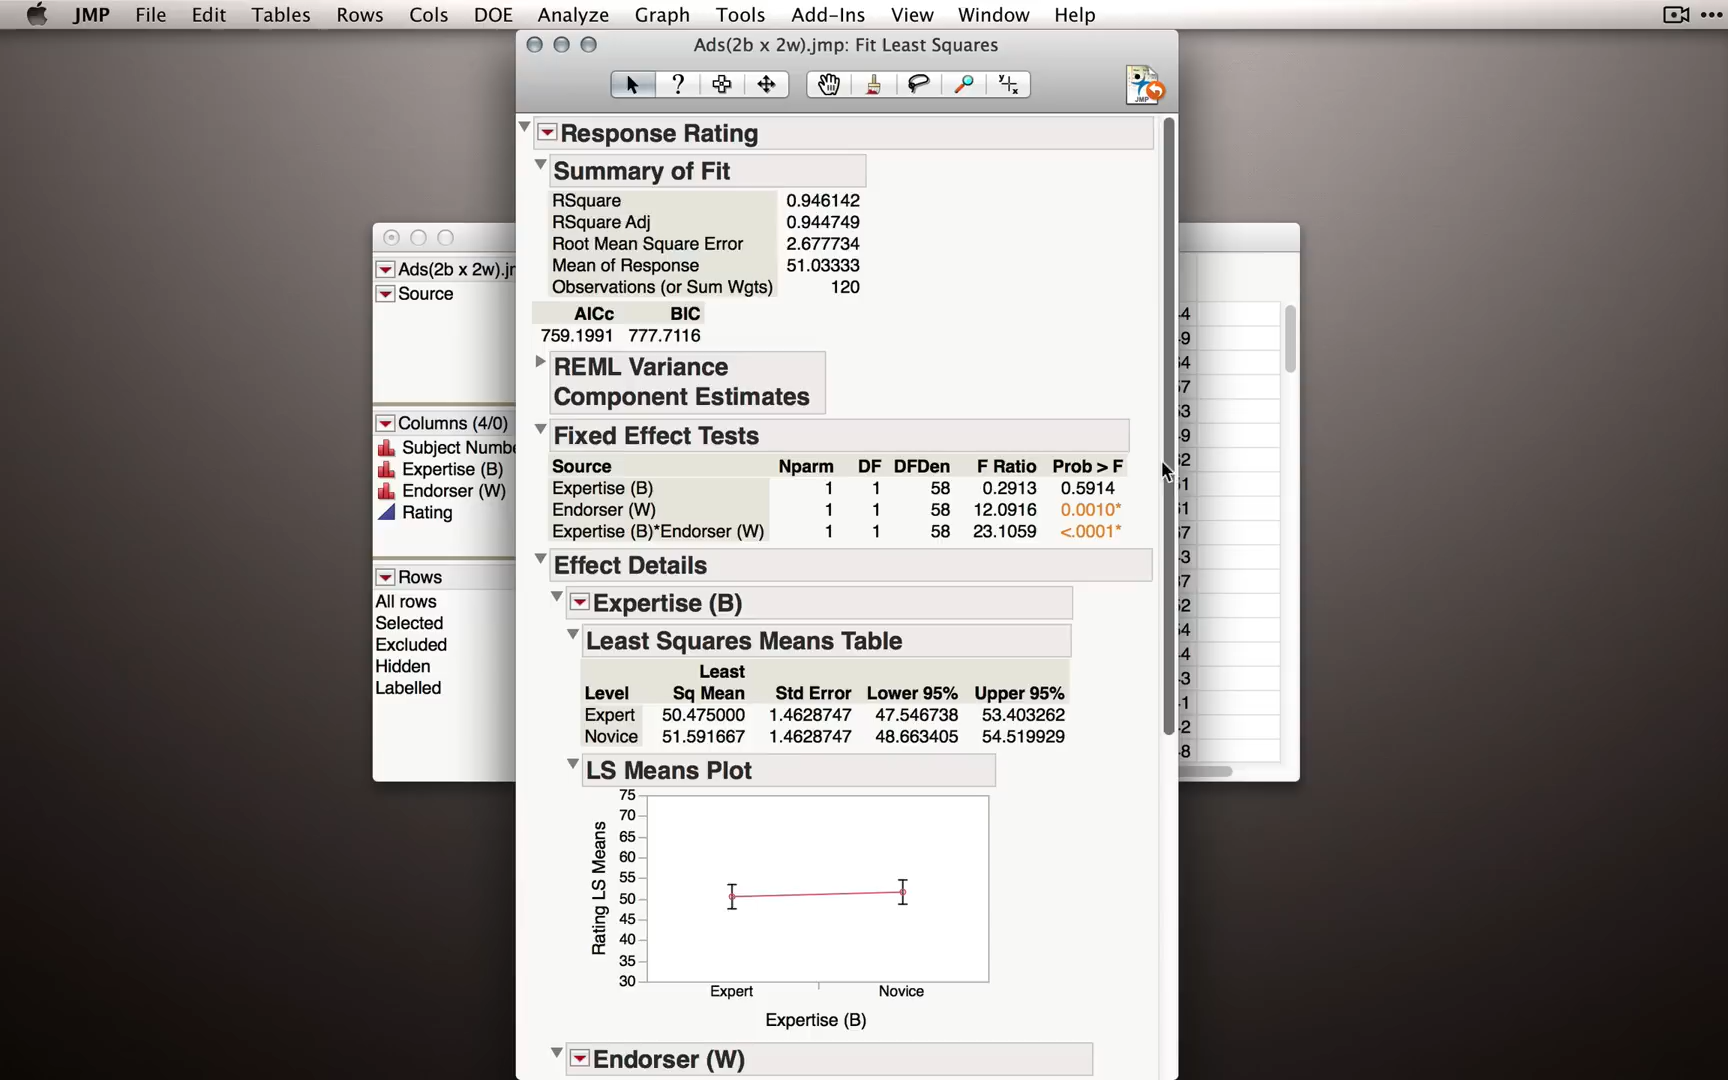 JMP File Edit Tables Rows Cols DOE Analyze Graph Tools Add-Ins View Window Help
Ads(2b x 2w).jmp: Fit Least Squares
JMP
Response Rating
Summary of Fit
RSquare 0.946142
RSquare Adj 0.944749
Root Mean Square Error 2.677734
Mean of Response 51.03333
Observations (or Sum Wgts) 120
AICc BIC
759.1991 777.7116
REML Variance
Component Estimates
Fixed Effect Tests
Source Nparm DF DFDen F Ratio Prob > F
Expertise (B) 1 1 58 0.2913 0.5914
Endorser (W) 1 1 58 12.0916 0.0010*
Expertise (B)*Endorser (W) 1 1 58 23.1059 <.0001*
Effect Details
Expertise (B)
Least Squares Means Table
Least
Level Sq Mean Std Error Lower 95% Upper 95%
Expert 50.475000 1.4628747 47.546738 53.403262
Novice 51.591667 1.4628747 48.663405 54.519929
LS Means Plot
75
70
65
60
55
50
45
40
35
30
Rating LS Means
Expert Novice
Expertise (B)
Endorser (W)
Ads(2b x 2w).jm
Source
Columns (4/0)
Subject Numbe
Expertise (B)
Endorser (W)
Rating
Rows
All rows
Selected
Excluded
Hidden
Labelled